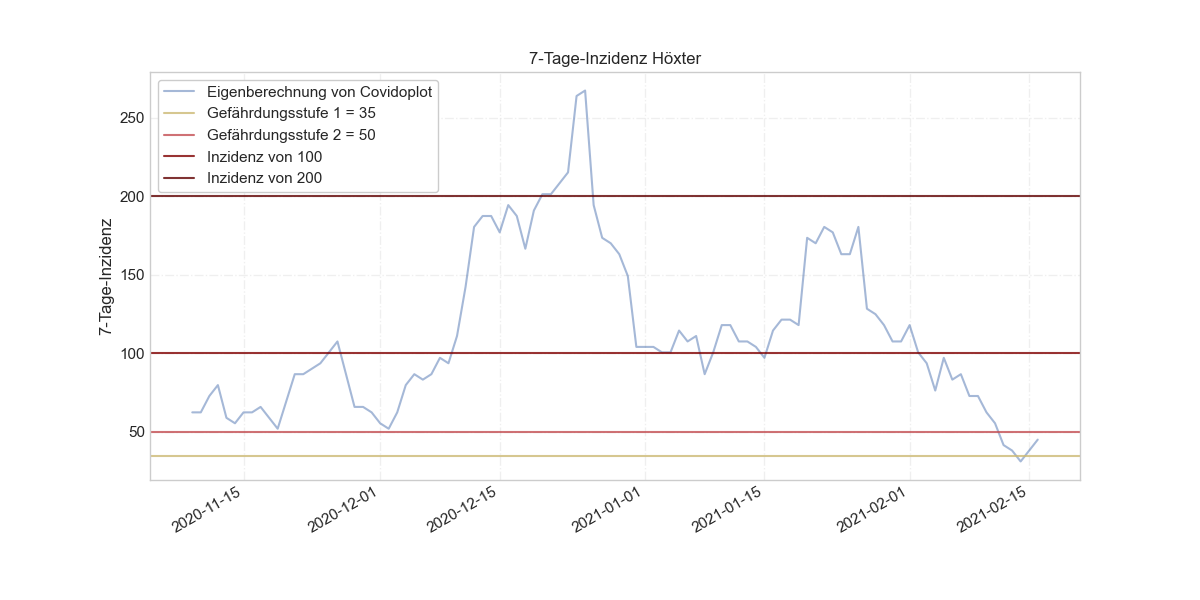 7-Tage-Inzidenz Höxter
Eigenberechnung von Covidoplot
Gefährdungsstufe 1 = 35
Gefährdungsstufe 2 = 50
Inzidenz von 100
Inzidenz von 200
7-Tage-Inzidenz
250
200
150
100
50
2020-11-15
2020-12-01
2020-12-15
2021-01-01
2021-01-15
2021-02-01
2021-02-15